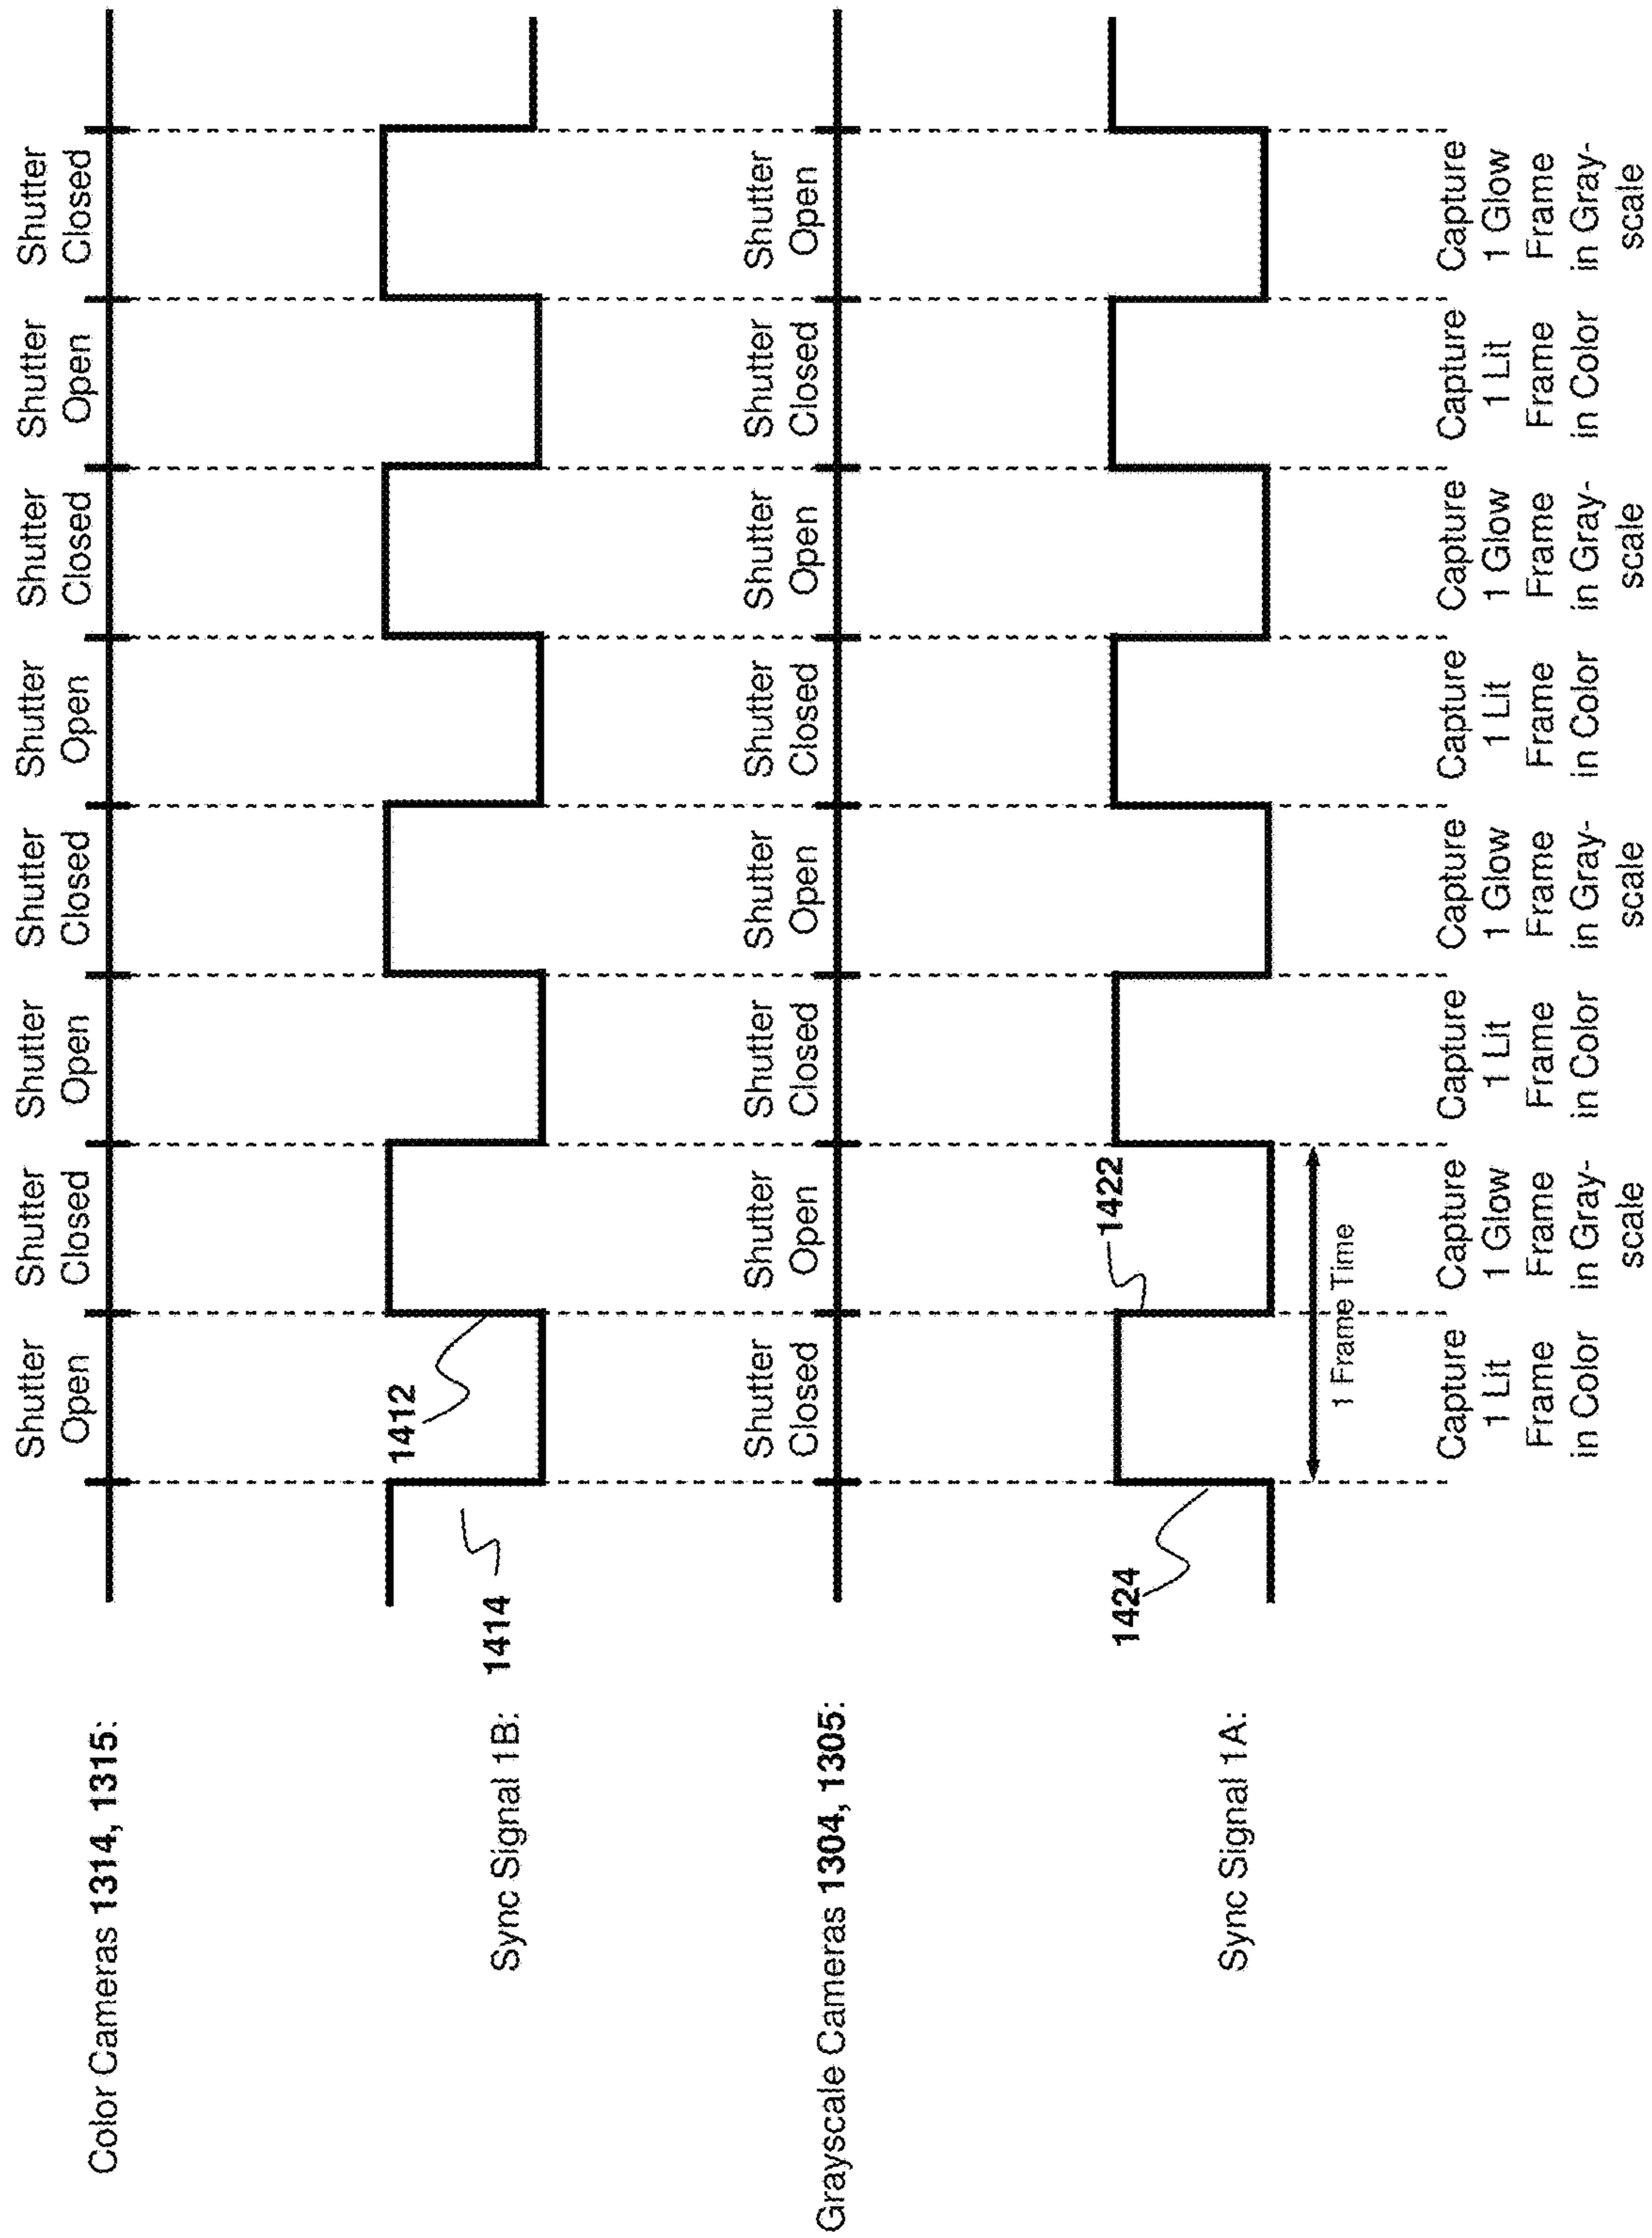 Shutter Shutter Shutter Shutter Shutter Shutter Shutter Shutter
Open Closed Open Closed Open Closed Open Closed
Color Cameras 1314, 1315:
1412
1414
Sync Signal 1B:
Shutter Shutter Shutter Shutter Shutter Shutter Shutter Shutter
Closed Open Closed Open Closed Open Closed Open
Grayscale Cameras 1304, 1305:
1422
1424
Sync Signal 1A:
1 Frame Time
Capture Capture Capture Capture Capture Capture Capture Capture
1 Lit 1 Glow 1 Lit 1 Glow 1 Lit 1 Glow 1 Lit 1 Glow
Frame Frame Frame Frame Frame Frame Frame Frame
in Color in Gray- in Color in Gray- in Color in Gray- in Color in Gray-
scale scale scale scale